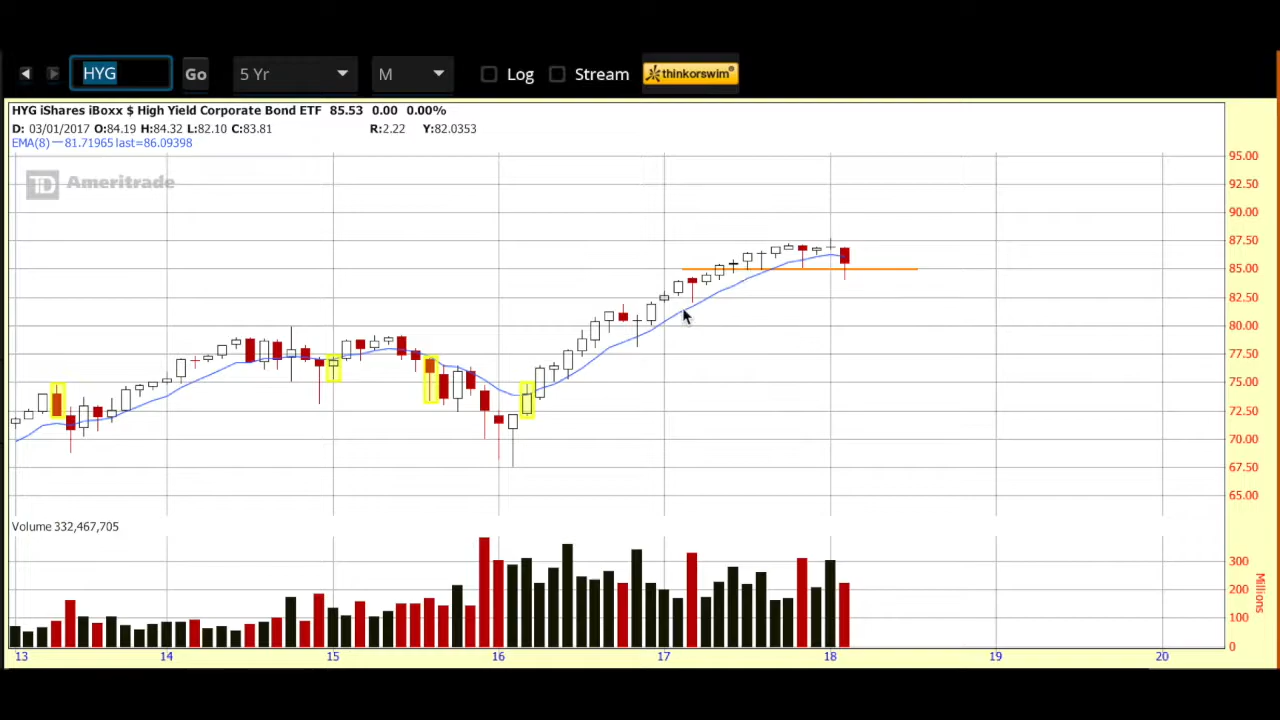 HYG Go 5 Yr M Log Stream thinkorswim®
HYG iShares iBoxx $ High Yield Corporate Bond ETF 85.53 0.00 0.00%
D: 03/01/2017 O:84.19 H:84.32 L:82.10 C:83.81 R:2.22 Y:82.0353
EMA(8) 81.71965 last=86.09398
TD Ameritrade
95.00
92.50
90.00
87.50
85.00
82.50
80.00
77.50
75.00
72.50
70.00
67.50
65.00
Volume 332,467,705
300
200
100
0
Millions
13 14 15 16 17 18 19 20